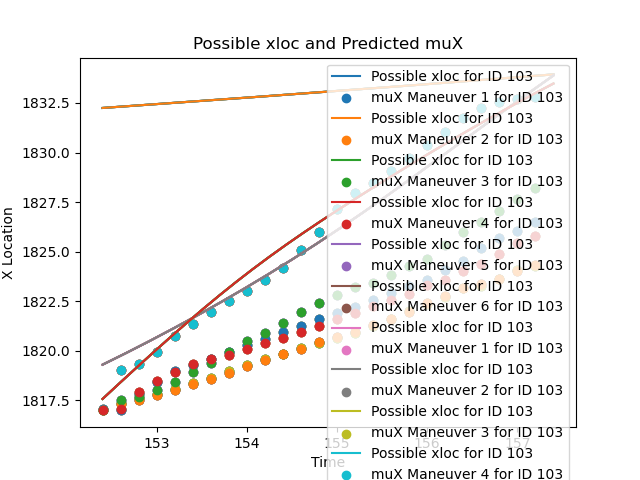 Possible xloc and Predicted muX
X Location
1832.5
1830.0
1827.5
1825.0
1822.5
1820.0
1817.5
153
154
155
156
157
Time
Possible xloc for ID 103
muX Maneuver 1 for ID 103
Possible xloc for ID 103
muX Maneuver 2 for ID 103
Possible xloc for ID 103
muX Maneuver 3 for ID 103
Possible xloc for ID 103
muX Maneuver 4 for ID 103
Possible xloc for ID 103
muX Maneuver 5 for ID 103
Possible xloc for ID 103
muX Maneuver 6 for ID 103
Possible xloc for ID 103
muX Maneuver 1 for ID 103
Possible xloc for ID 103
muX Maneuver 2 for ID 103
Possible xloc for ID 103
muX Maneuver 3 for ID 103
Possible xloc for ID 103
muX Maneuver 4 for ID 103